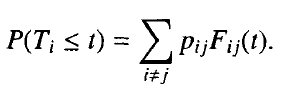 P(T_i ≤ t) = ∑_{i≠j} p_{ij}F_{ij}(t).